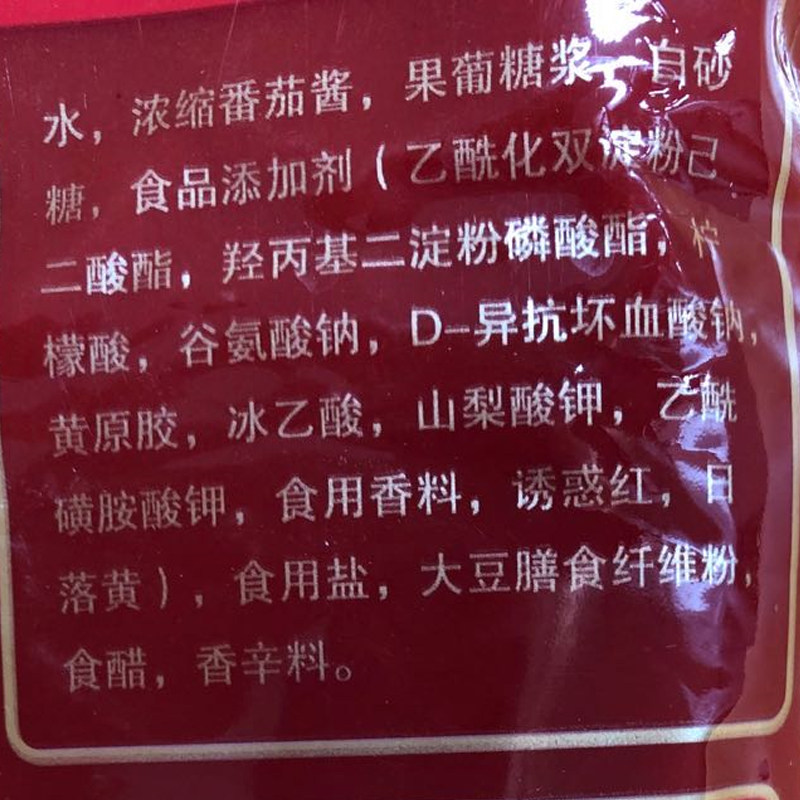 水，浓缩番茄酱，果葡糖浆，白砂
糖，食品添加剂（乙酰化双淀粉己
二酸酯，羟丙基二淀粉磷酸酯，柠
檬酸，谷氨酸钠，D-异抗坏血酸钠，
黄原胶，冰乙酸，山梨酸钾，乙酰
磺胺酸钾，食用香料，诱惑红，日
落黄），食用盐，大豆膳食纤维粉，
食醋，香辛料。